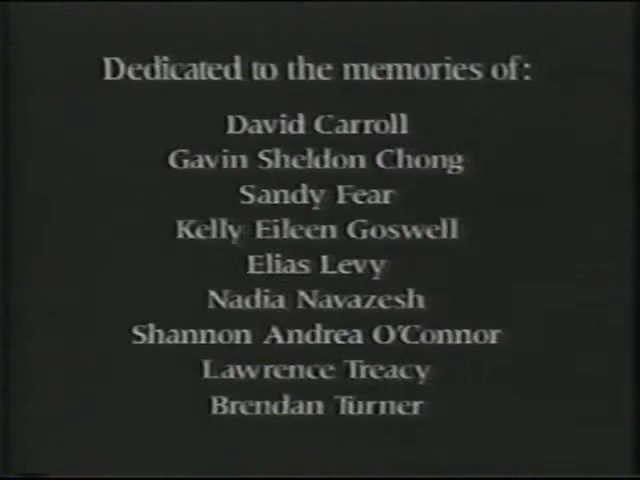 Dedicated to the memories of:
David Carroll
Gavin Sheldon Chong
Sandy Fear
Kelly Eileen Goswell
Elias Levy
Nadia Navazesh
Shannon Andrea O'Connor
Lawrence Treacy
Brendan Turner